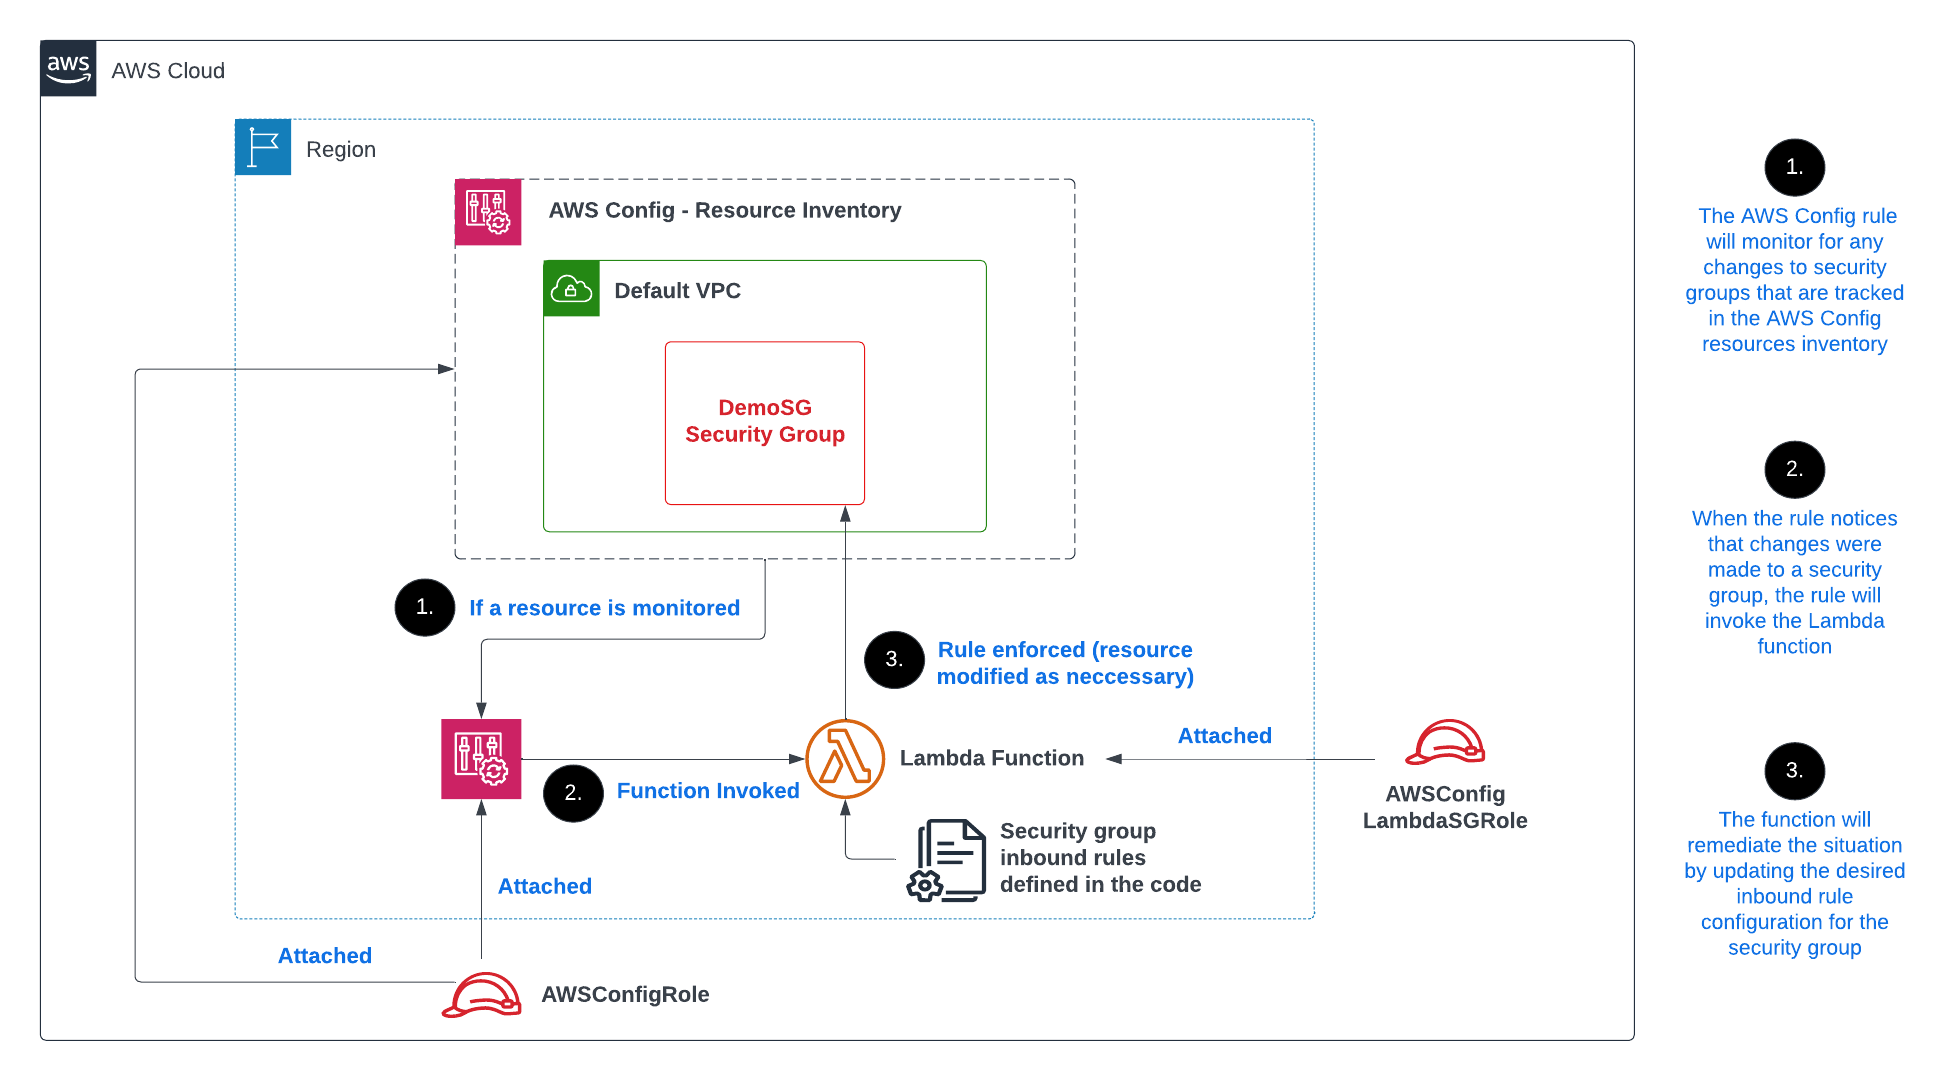 aws
AWS Cloud
Region
AWS Config - Resource Inventory
Default VPC
DemoSG
Security Group
1.
If a resource is monitored
3.
Rule enforced (resource
modified as neccessary)
2.
Function Invoked
Lambda Function
Attached
AWSConfig
LambdaSGRole
Security group
inbound rules
defined in the code
Attached
Attached
AWSConfigRole
1.
The AWS Config rule
will monitor for any
changes to security
groups that are tracked
in the AWS Config
resources inventory
2.
When the rule notices
that changes were
made to a security
group, the rule will
invoke the Lambda
function
3.
The function will
remediate the situation
by updating the desired
inbound rule
configuration for the
security group